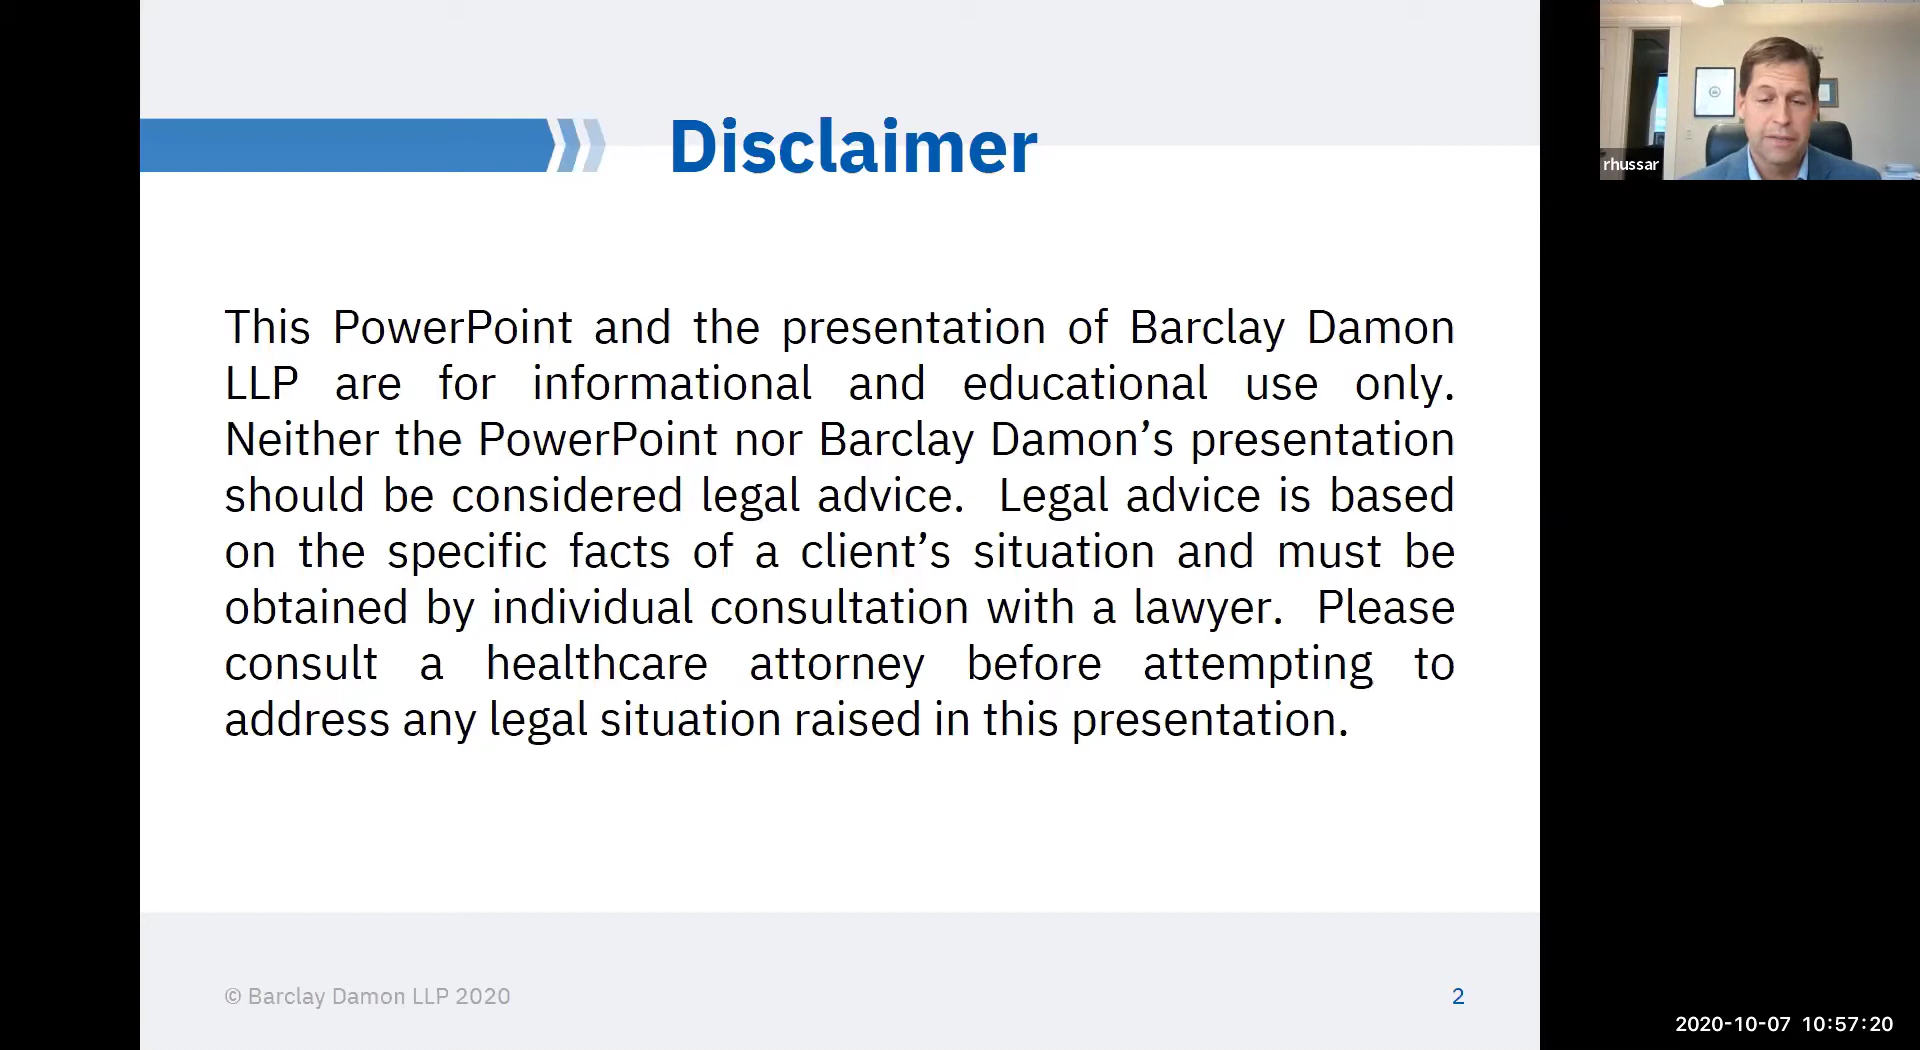 Disclaimer
rhussar
This PowerPoint and the presentation of Barclay Damon
LLP are for informational and educational use only.
Neither the PowerPoint nor Barclay Damon’s presentation
should be considered legal advice.  Legal advice is based
on the specific facts of a client’s situation and must be
obtained by individual consultation with a lawyer.  Please
consult a healthcare attorney before attempting to
address any legal situation raised in this presentation.
© Barclay Damon LLP 2020
2
2020-10-07 10:57:20